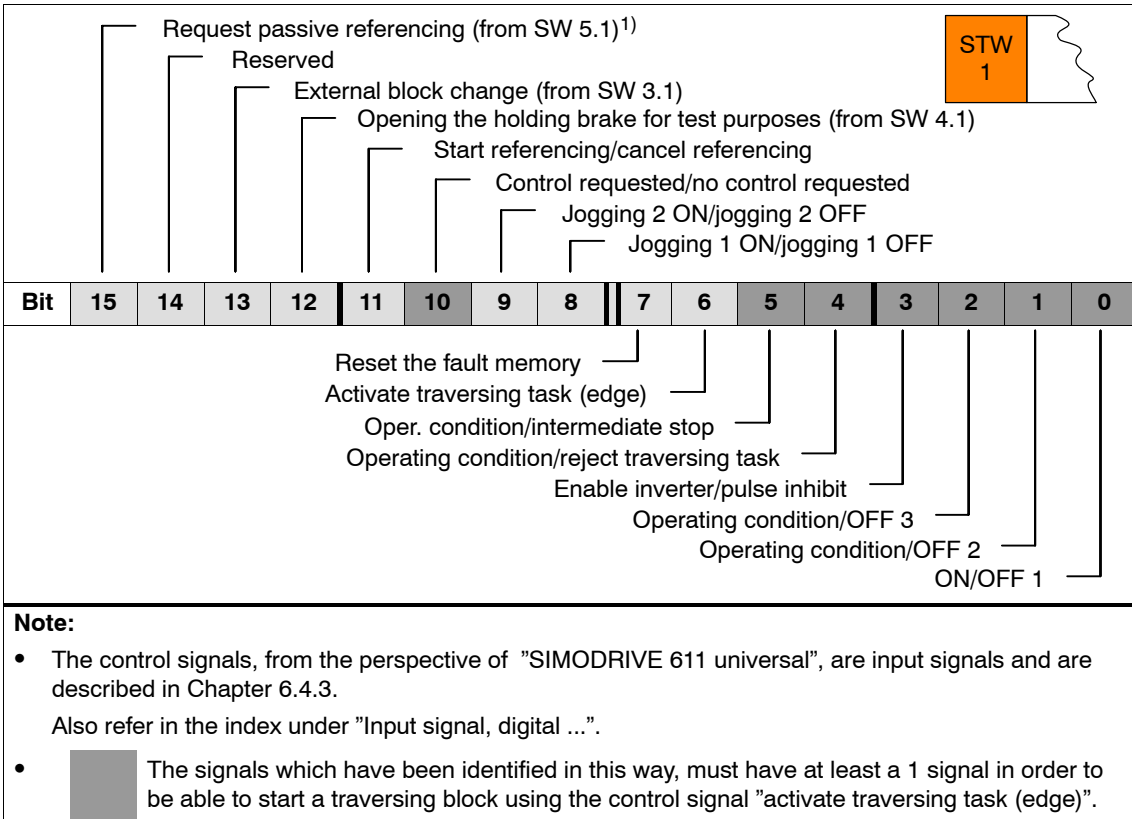 Request passive referencing (from SW 5.1)1)
STW
1
Reserved
External block change (from SW 3.1)
Opening the holding brake for test purposes (from SW 4.1)
Start referencing/cancel referencing
Control requested/no control requested
Jogging 2 ON/jogging 2 OFF
Jogging 1 ON/jogging 1 OFF
Bit 15 14 13 12 11 10 9 8 7 6 5 4 3 2 1 0
Reset the fault memory
Activate traversing task (edge)
Oper. condition/intermediate stop
Operating condition/reject traversing task
Enable inverter/pulse inhibit
Operating condition/OFF 3
Operating condition/OFF 2
ON/OFF 1
Note:
• The control signals, from the perspective of ”SIMODRIVE 611 universal”, are input signals and are
described in Chapter 6.4.3.
Also refer in the index under ”Input signal, digital ...”.
• The signals which have been identified in this way, must have at least a 1 signal in order to
be able to start a traversing block using the control signal ”activate traversing task (edge)”.